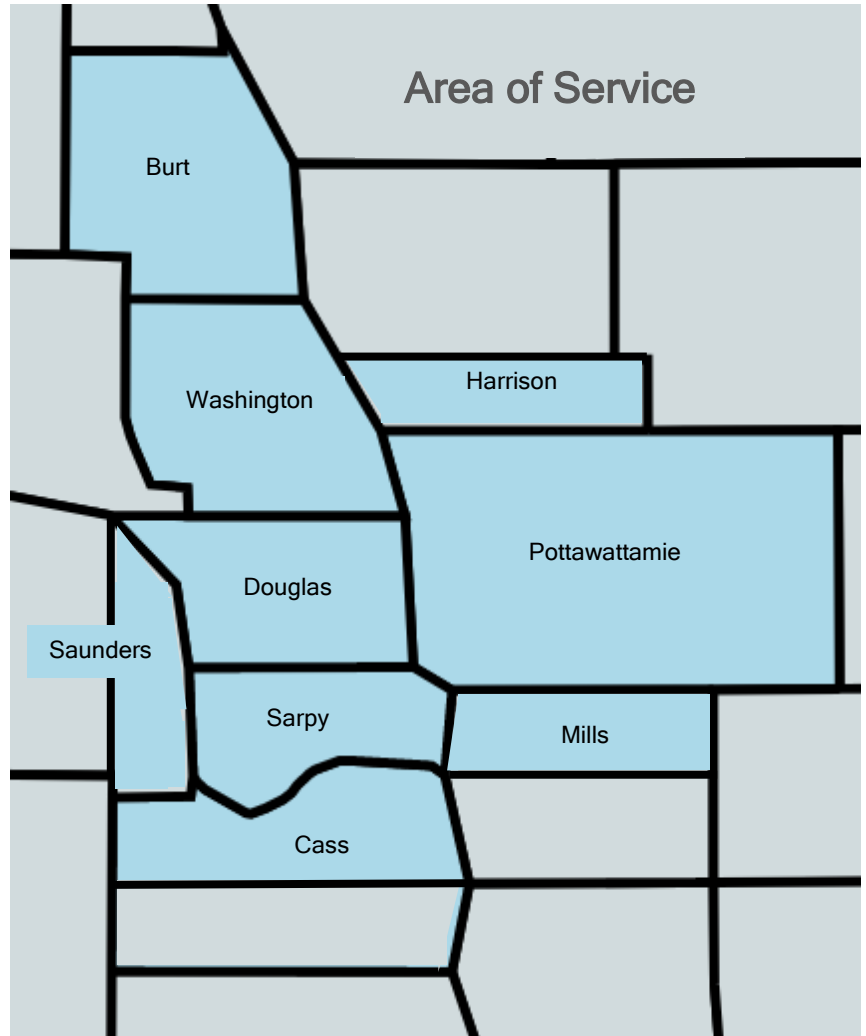 Area of Service
Burt
Harrison
Washington
Pottawattamie
Douglas
Saunders
Sarpy
Mills
Cass